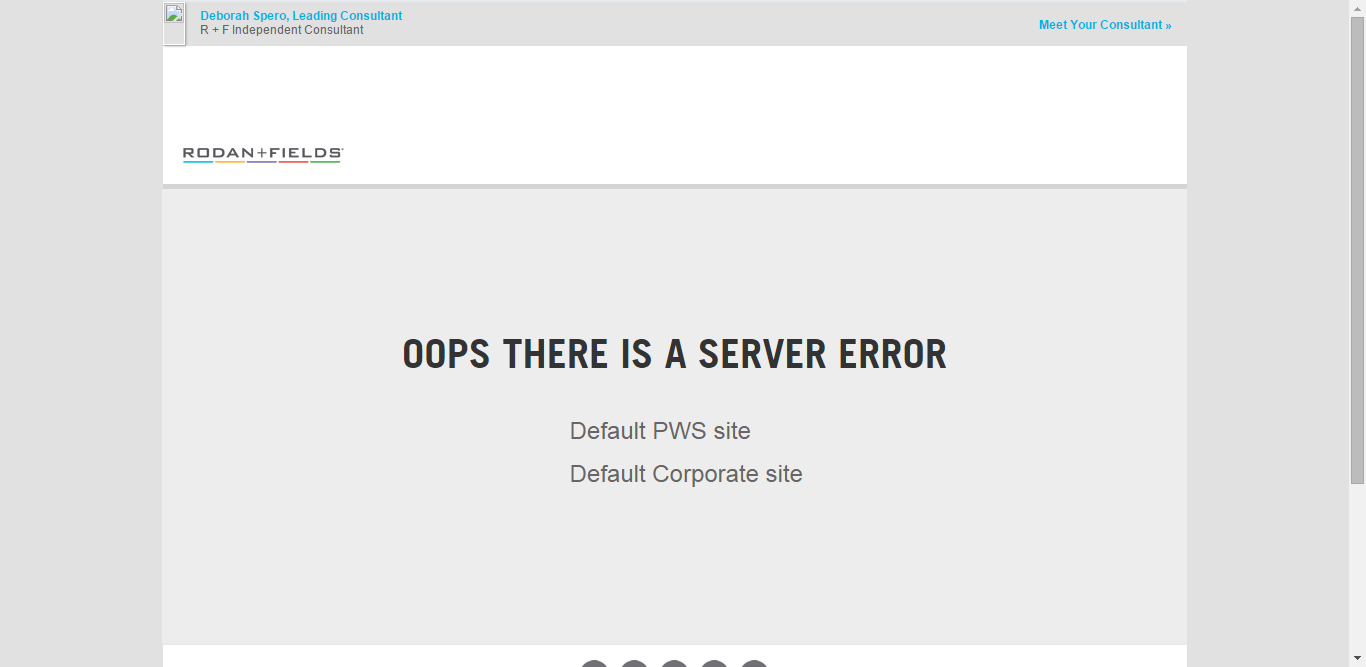 Deborah Spero, Leading Consultant
R + F Independent Consultant
Meet Your Consultant »
RODAN+FIELDS®
OOPS THERE IS A SERVER ERROR
Default PWS site
Default Corporate site